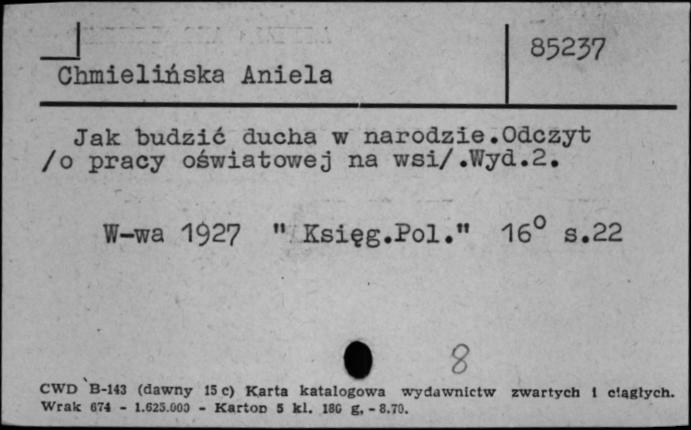 85237
Chmielińska Aniela
Jak budzić ducha w narodzie.Odczyt
/o pracy oświatowej na wsi/.Wyd.2.
W-wa 1927 " Księg.Pol." 16° s.22
8
CWD B-143 (dawny 15 c) Karta katalogowa wydawnictw zwartych i ciągłych.
Wrak 674 - 1.625.000 - Karton 5 kl. 180 g, - 8.70.